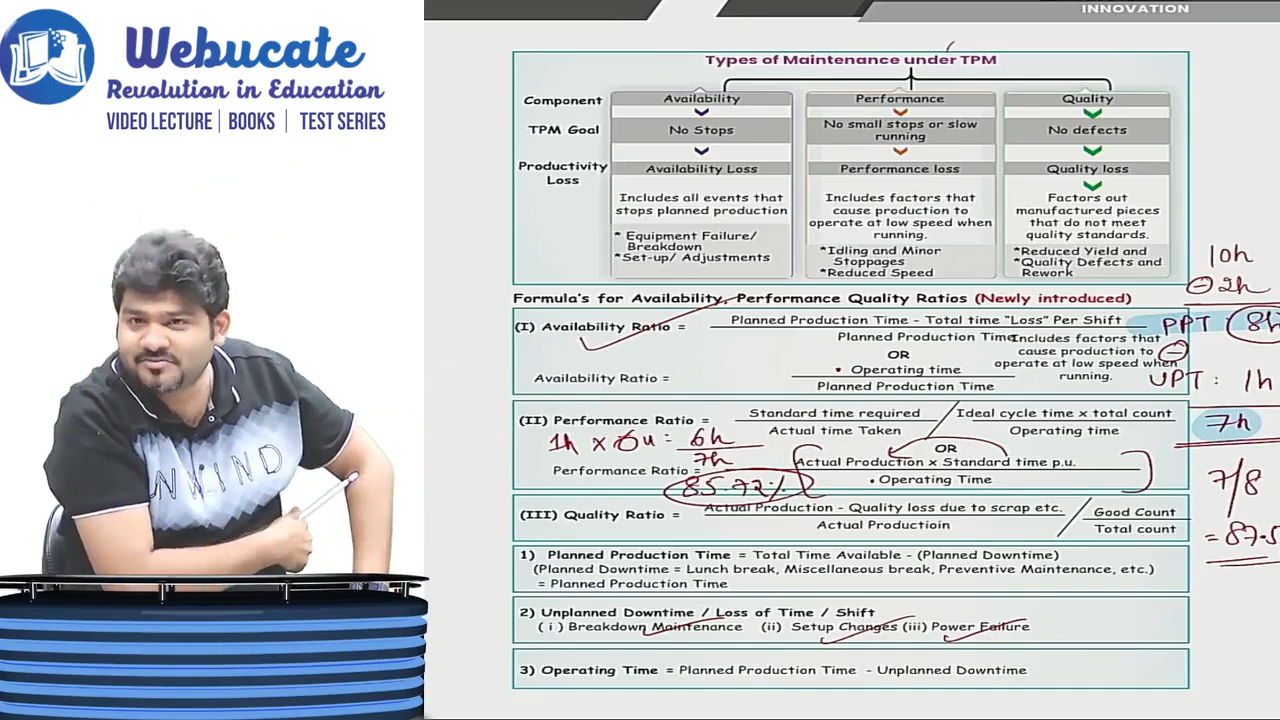 Webucate
Revolution in Education
VIDEO LECTURE | BOOKS | TEST SERIES
INNOVATION
Types of Maintenance under TPM
Component Availability Performance Quality
TPM Goal No Stops No small stops or slow running No defects
Productivity Loss Availability Loss Performance loss Quality loss
Includes all events that
stops planned production
* Equipment Failure/
Breakdown
*Set-up/ Adjustments
Includes factors that
cause production to
operate at low speed when
running.
*Idling and Minor
Stoppages
*Reduced Speed
Factors out
manufactured pieces
that do not meet
quality standards.
*Reduced Yield and
*Quality Defects and
Rework
Formula's for Availability, Performance Quality Ratios (Newly introduced)
(I) Availability Ratio = Planned Production Time - Total time "Loss" Per Shift
Planned Production Time
Includes factors that
cause production to
operate at low speed when
running.
OR
Availability Ratio = • Operating time
Planned Production Time
(II) Performance Ratio = Standard time required / Ideal cycle time x total count
Actual time Taken Operating time
1h x 6u = 6h
7h
OR
Performance Ratio = Actual Production x Standard time p.u.
• Operating Time
85.72%
(III) Quality Ratio = Actual Production - Quality loss due to scrap etc. / Good Count
Actual Productioin Total count
1) Planned Production Time = Total Time Available - (Planned Downtime)
(Planned Downtime = Lunch break, Miscellaneous break, Preventive Maintenance, etc.)
= Planned Production Time
2) Unplanned Downtime / Loss of Time / Shift
( i ) Breakdown Maintenance (ii) Setup Changes (iii) Power Failure
3) Operating Time = Planned Production Time - Unplanned Downtime
10h
- 2h
PPT 8h
-
UPT : 1h
7h
7/8
= 87.5